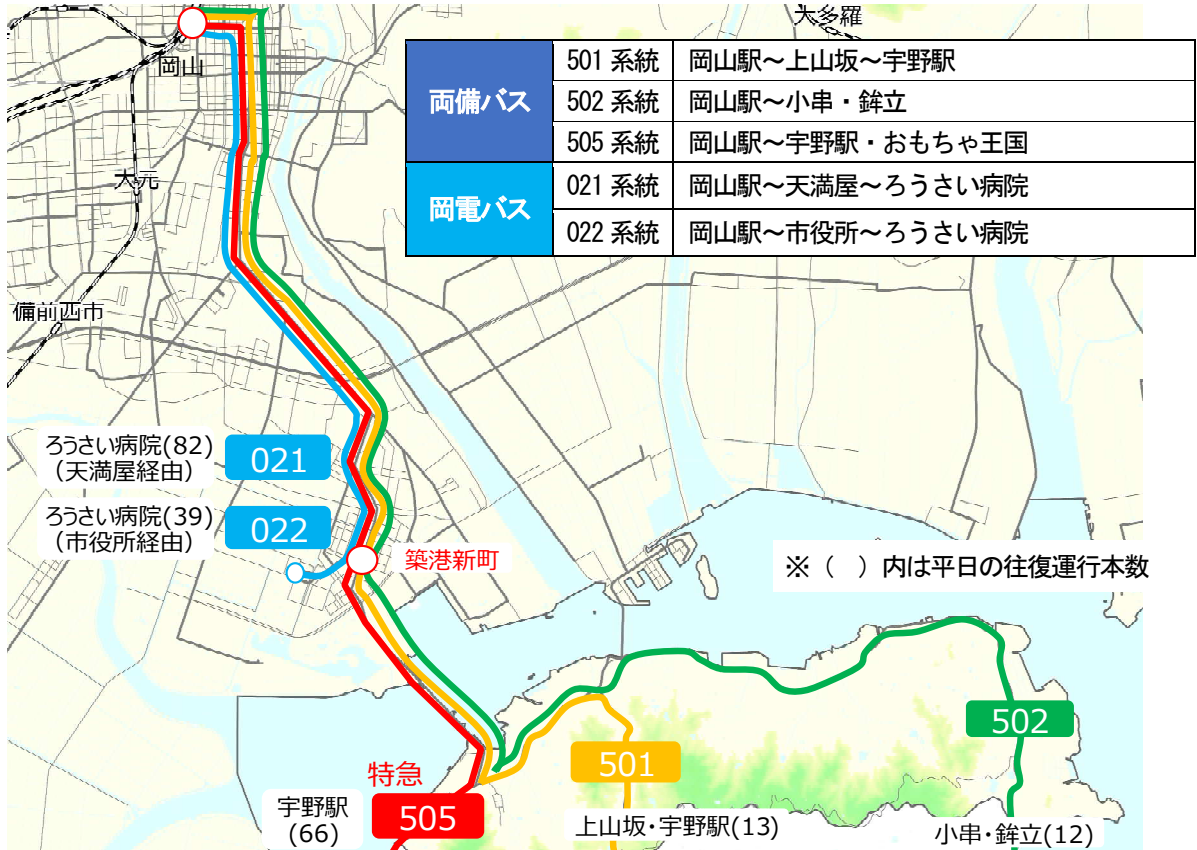 大多羅
岡山
大元
備前西市
両備バス
501 系統 岡山駅～上山坂～宇野駅
502 系統 岡山駅～小串・鉾立
505 系統 岡山駅～宇野駅・おもちゃ王国
岡電バス
021 系統 岡山駅～天満屋～ろうさい病院
022 系統 岡山駅～市役所～ろうさい病院
ろうさい病院(82)
（天満屋経由）
021
ろうさい病院(39)
（市役所経由）
022
築港新町
※（　）内は平日の往復運行本数
502
501
特急
505
宇野駅
(66)
上山坂・宇野駅(13)
小串・鉾立(12)